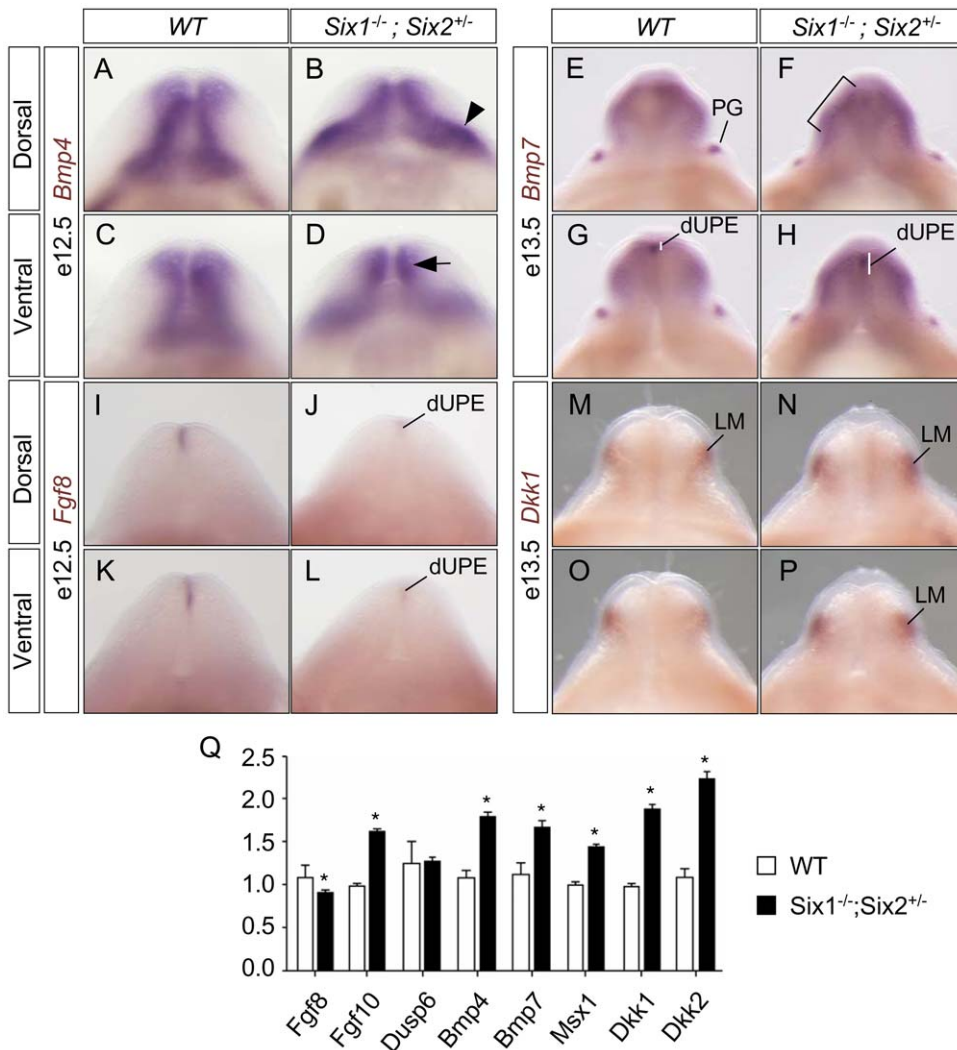 WT
Six1-/- ; Six2+/-
WT
Six1-/- ; Six2+/-
Dorsal
Ventral
e12.5 Bmp4
A
B
C
D
Dorsal
Ventral
e12.5 Fgf8
I
J
dUPE
K
L
dUPE
e13.5 Bmp7
E
PG
F
G
dUPE
H
dUPE
e13.5 Dkk1
M
LM
N
LM
O
P
LM
Q
2.5
2.0
1.5
1.0
0.5
0.0
* * * * * * *
Fgf8
Fgf10
Dusp6
Bmp4
Bmp7
Msx1
Dkk1
Dkk2
WT
Six1-/-;Six2+/-